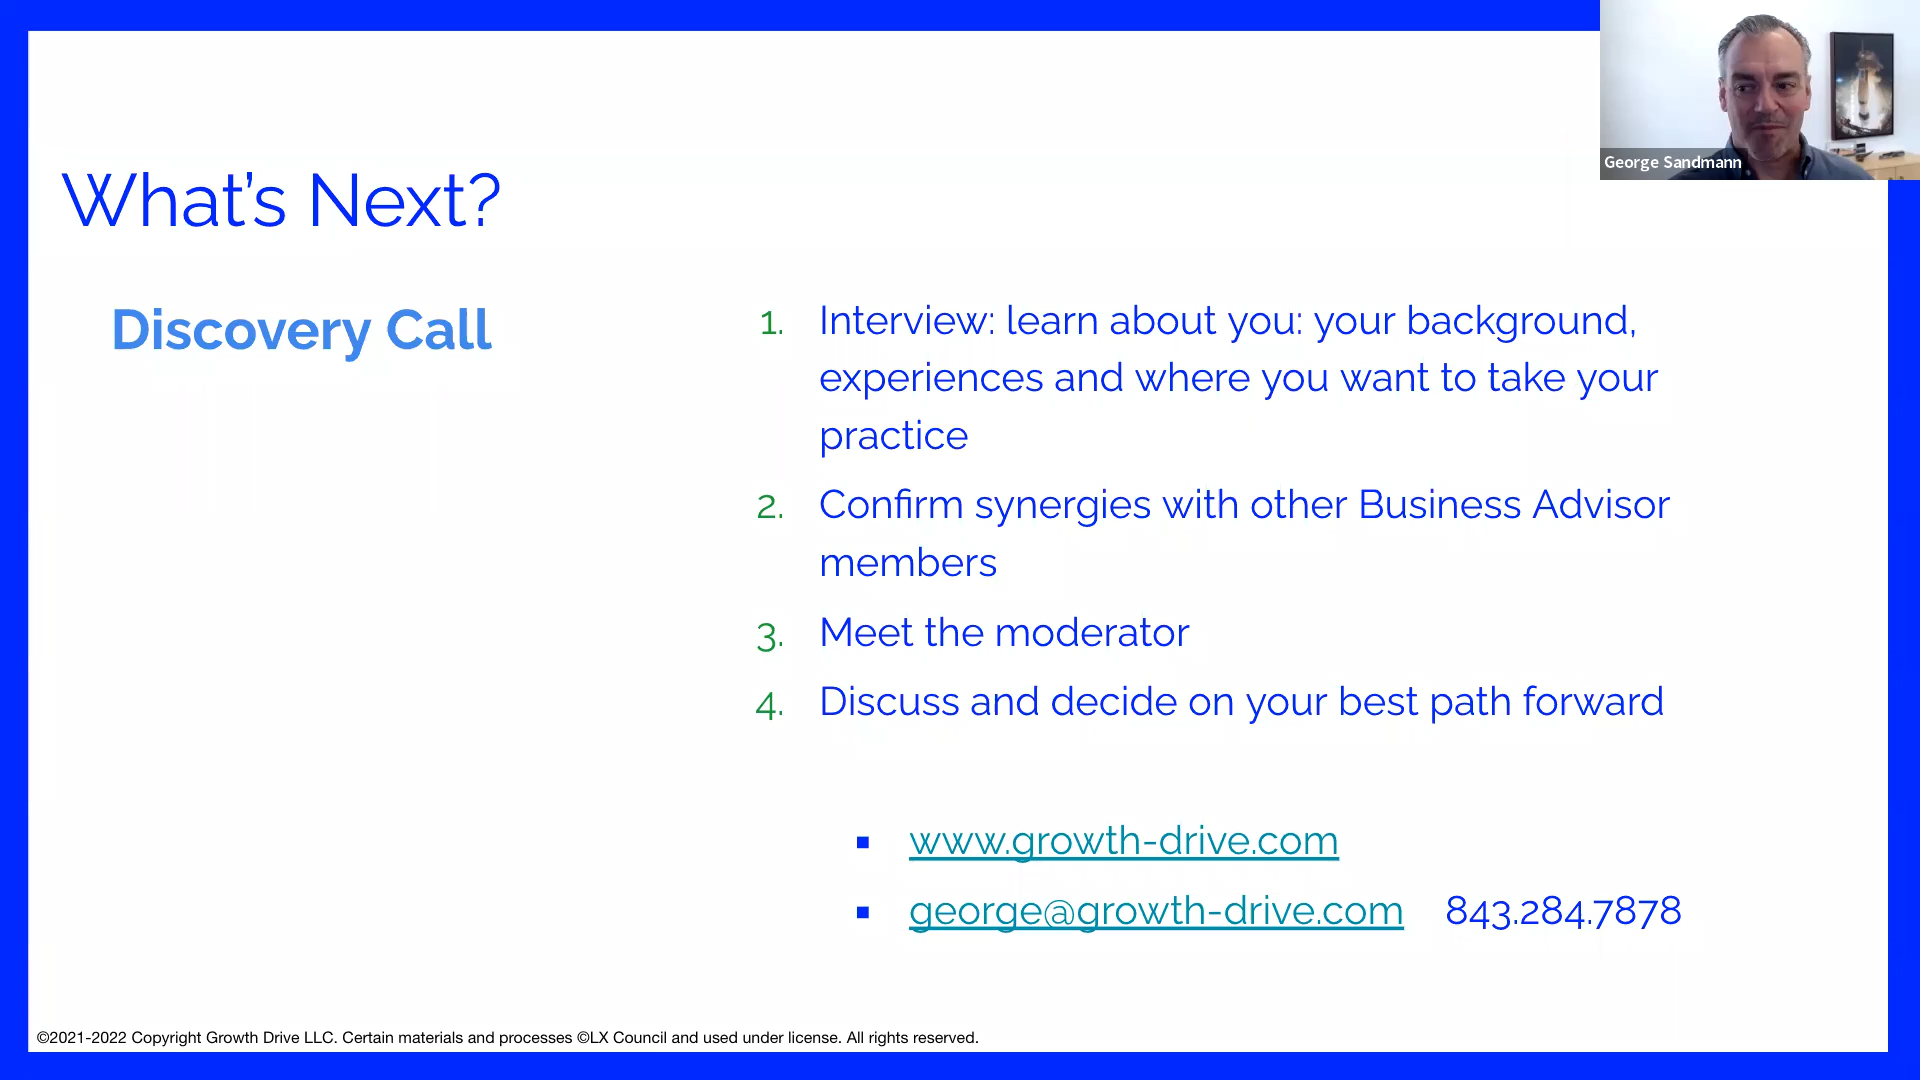 George Sandmann
What's Next?
Discovery Call
1. Interview: learn about you: your background,
experiences and where you want to take your
practice
2. Confirm synergies with other Business Advisor
members
3. Meet the moderator
4. Discuss and decide on your best path forward
▪ www.growth-drive.com
▪ george@growth-drive.com 843.284.7878
©2021-2022 Copyright Growth Drive LLC. Certain materials and processes ©LX Council and used under license. All rights reserved.